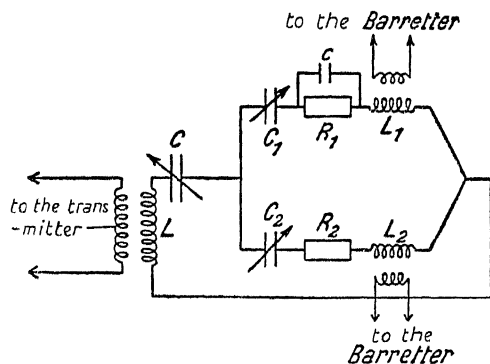 to the Barretter
c
C₁
R₁
L₁
C
to the trans
-mitter
L
C₂
R₂
L₂
to the
Barretter